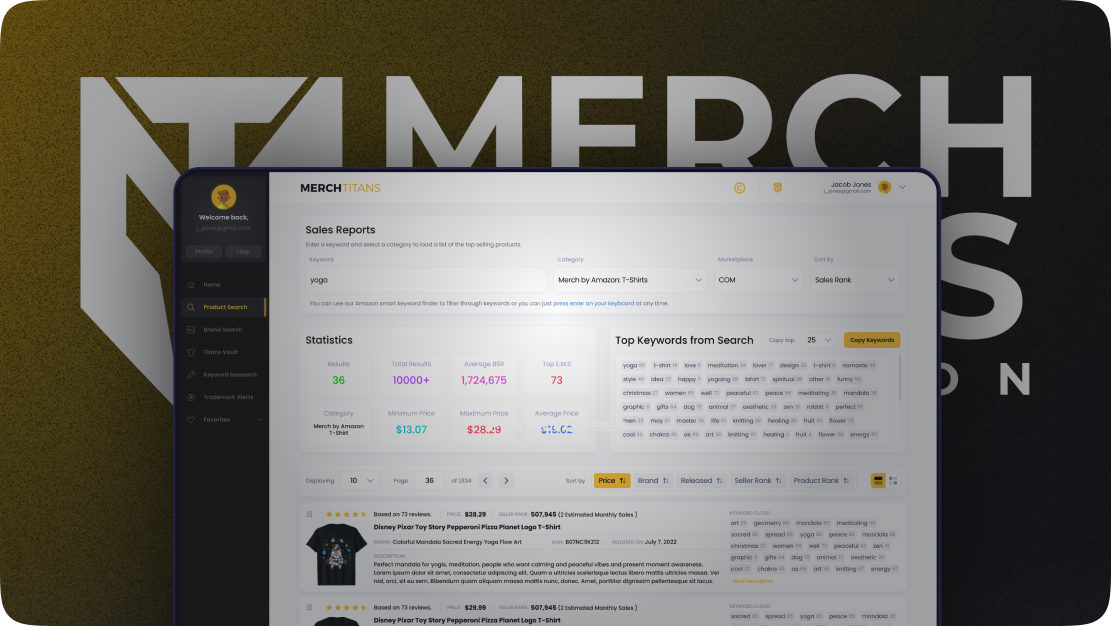 MERCH
S
O N
Welcome back,
j_jones@gmail.com
Profile Help
Home
Product Search
Brand Search
Titans Vault
Keyword Research
Trademark Alerts
Favorites
MERCHTITANS
Jacob Jones
j_jones@gmail.com
Sales Reports
Enter a keyword and select a category to load a list of the top selling products.
Keyword Category Marketplace Sort By
yoga Merch by Amazon: T-Shirts COM Sales Rank
You can use our Amazon smart keyword finder to filter through keywords or you can just press enter on your keyboard at any time.
Statistics
Results Total Results Average BSR Top E.M.S
36 10000+ 1,724,675 73
Category Minimum Price Maximum Price Average Price
Merch by Amazon
T-Shirt
$13.07 $28.29 $19.02
Top Keywords from Search Copy top 25 Copy Keywords
yoga t-shirt love meditation lover design t-shirt namaste
style idea happy yogaing tshirt spiritual other funny
christmas women well peaceful peace meditating mandala
graphic gifts dog animal aesthetic zen rabbit perfect
men may master life knitting healing fruit flower
cool chakra as art knitting healing fruit flower energy
Displaying 10 Page 36 of 1,834 Sort by Price Brand Released Seller Rank Product Rank
Based on 73 reviews. PRICE: $28.29 SELLER RANK: 507,945 (2 Estimated Monthly Sales )
Disney Pixar Toy Story Pepperoni Pizza Planet Logo T-Shirt
BRAND: Colorful Mandala Sacred Energy Yoga Flow Art ASIN: B07NC9K212 RELEASED ON: July 7, 2022
DESCRIPTION:
Perfect mandala for yogis, meditation, people who want calming and peaceful vibes and present moment awareness.
Lorem ipsum dolor sit amet, consectetur adipiscing elit. Quam a ultricies scelerisque lectus libero mattis ultricies massa. Vel
nisl, orci, sit eu sem. Bibendum quam aliquam massa mattis nunc, donec. Amet, porttitor dignissim pellentesque sit lacus.
KEYWORD CLOUD:
art geometry mandala meditating
sacred spread yoga peace mandala
christmas women well peaceful zen
graphic gifts dog animal aesthetic
cool chakra as art knitting energy
More Description
Based on 73 reviews. PRICE: $29.99 SELLER RANK: 507,945 (2 Estimated Monthly Sales )
Disney Pixar Toy Story Pepperoni Pizza Planet Logo T-Shirt
KEYWORD CLOUD:
sacred spread yoga peace mandala